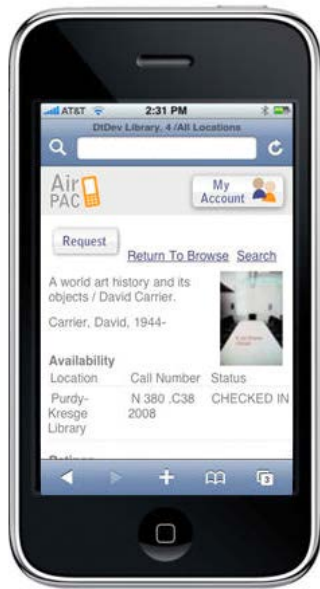 AT&T 2:31 PM
DtDev Library, 4 /All Locations
Air
PAC
My
Account
Request
Return To Browse Search
A world art history and its
objects / David Carrier.
Carrier, David, 1944-
Availability
Location Call Number Status
Purdy- N 380 .C38 CHECKED IN
Kresge 2008
Library
3